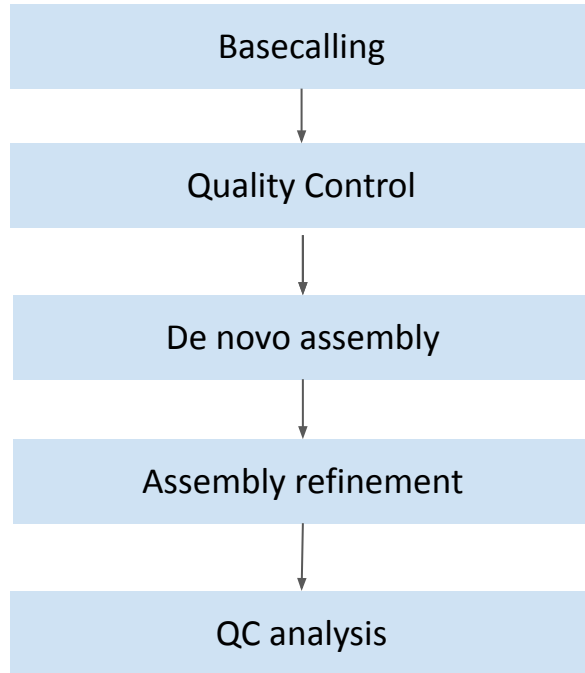 Basecalling
Quality Control
De novo assembly
Assembly refinement
QC analysis